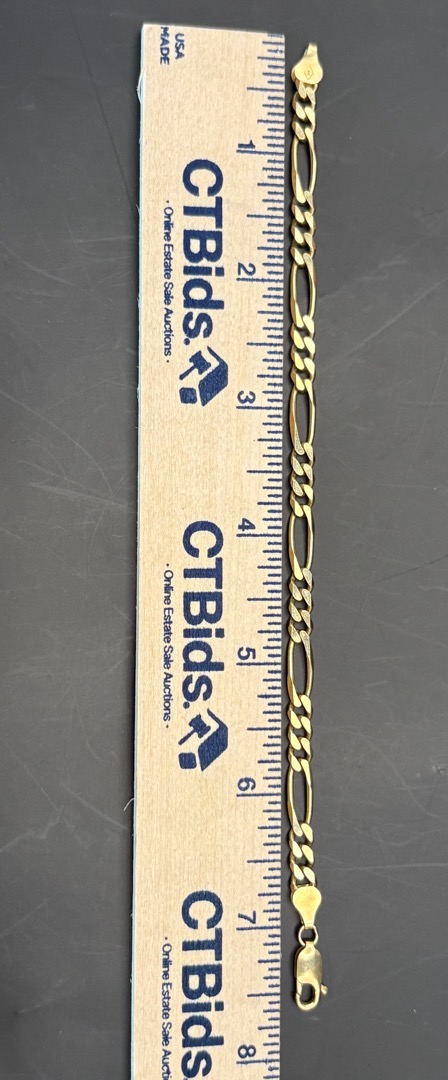 MADE
USA
1
2
3
4
5
6
7
8
CTBids.
· Online Estate Sale Auctions ·
CTBids.
· Online Estate Sale Auctions ·
CTBids
· Online Estate Sale Aucti